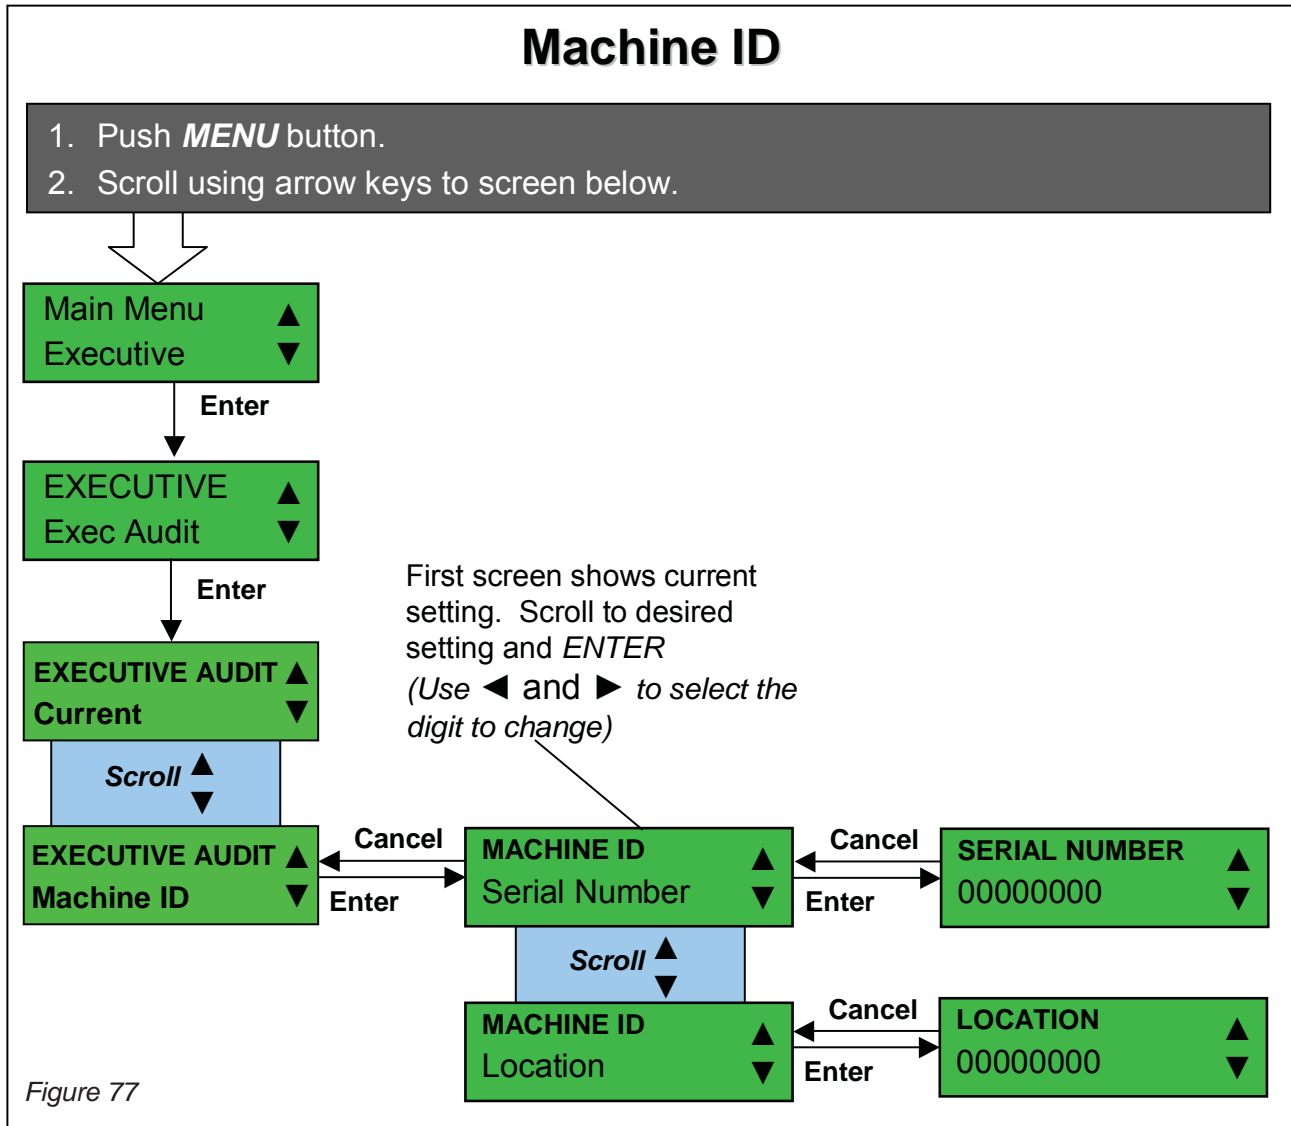 Machine ID
1. Push MENU button.
2. Scroll using arrow keys to screen below.
Main Menu ▲
Executive ▼
Enter
EXECUTIVE ▲
Exec Audit ▼
Enter
First screen shows current
setting. Scroll to desired
setting and ENTER
(Use ◄ and ► to select the
digit to change)
EXECUTIVE AUDIT ▲
Current ▼
Scroll ▲
▼
EXECUTIVE AUDIT ▲
Machine ID ▼
Cancel
Enter
MACHINE ID ▲
Serial Number ▼
Cancel
Enter
SERIAL NUMBER ▲
00000000 ▼
Scroll ▲
▼
MACHINE ID ▲
Location ▼
Cancel
Enter
LOCATION ▲
00000000 ▼
Figure 77